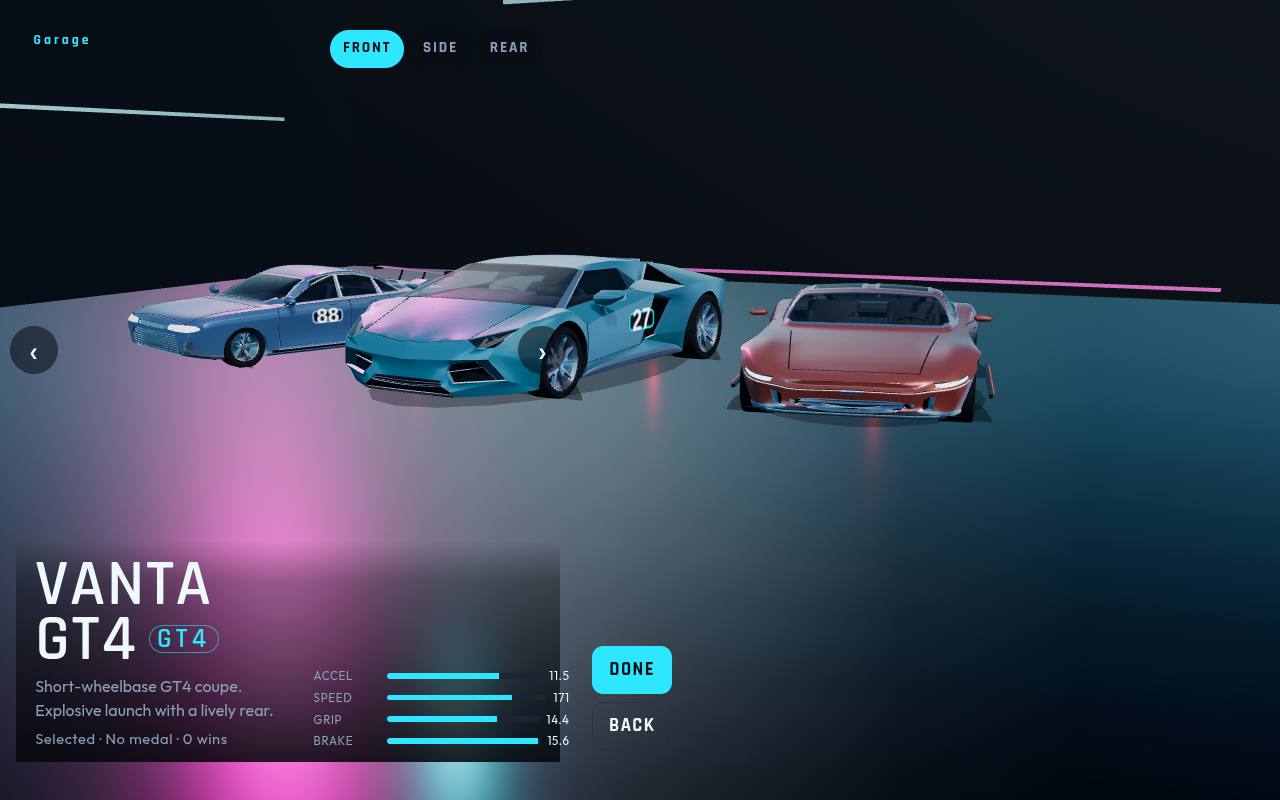 Garage
FRONT SIDE REAR
88
27
‹ ›
VANTA
GT4 GT4
Short-wheelbase GT4 coupe.
Explosive launch with a lively rear.
Selected · No medal · 0 wins
ACCEL 11.5
SPEED 171
GRIP 14.4
BRAKE 15.6
DONE
BACK